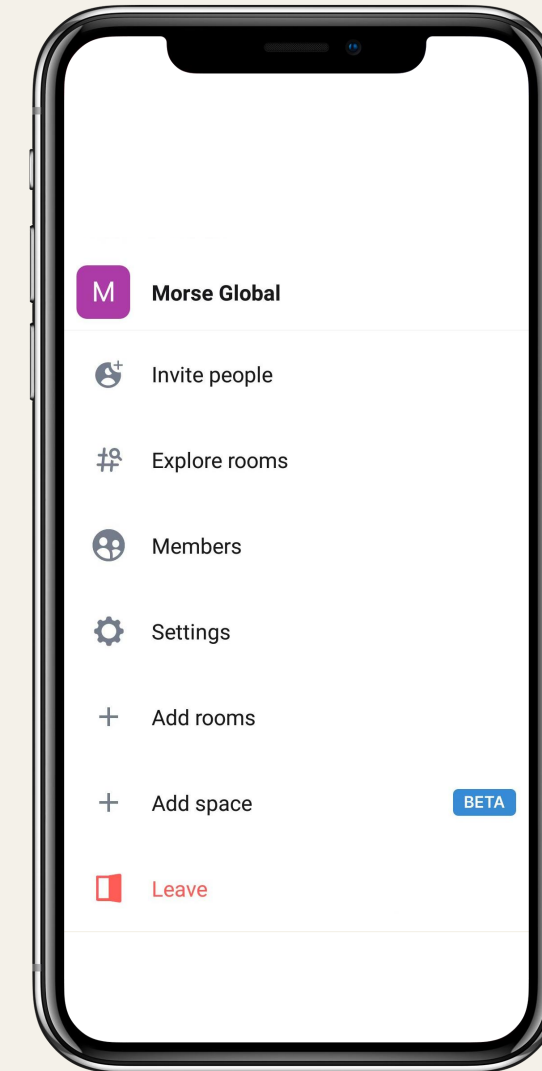 M
Morse Global
Invite people
Explore rooms
Members
Settings
Add rooms
Add space
BETA
Leave